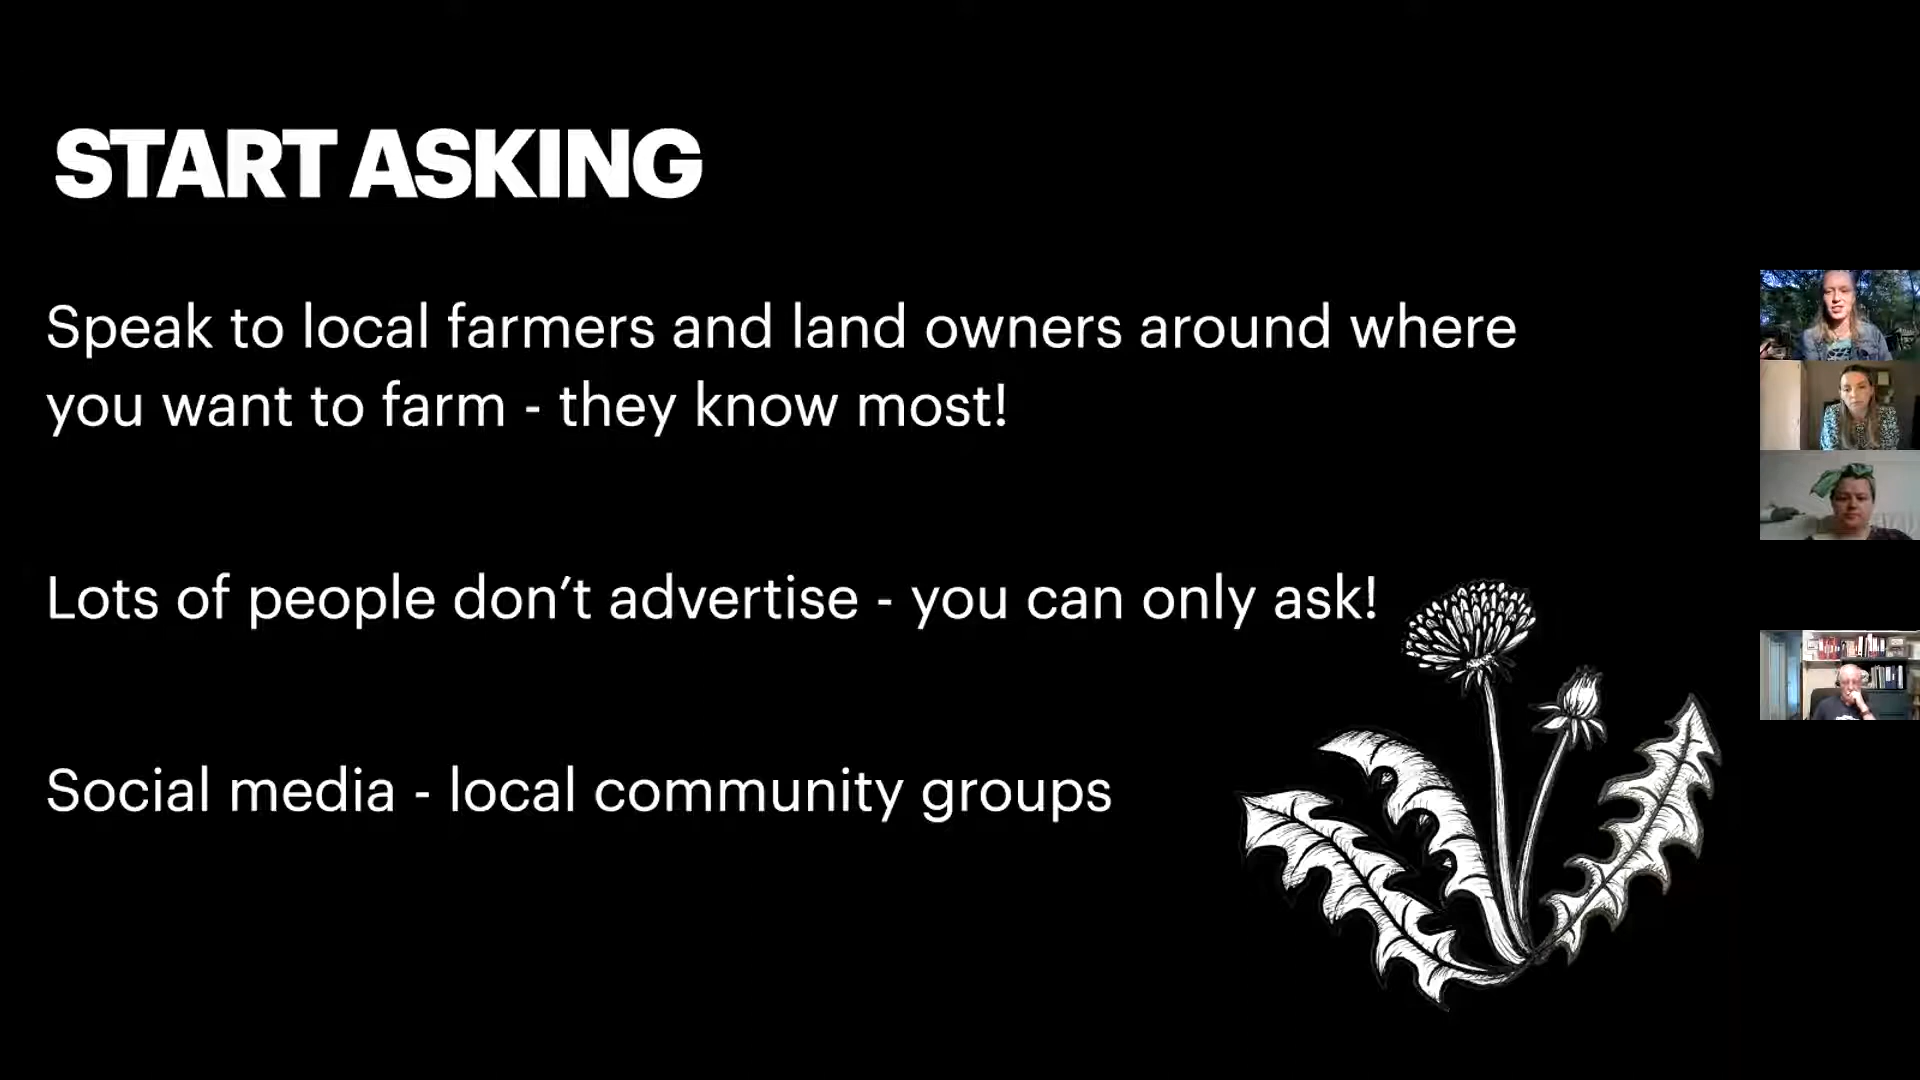 START ASKING
Speak to local farmers and land owners around where
you want to farm - they know most!
Lots of people don’t advertise - you can only ask!
Social media - local community groups